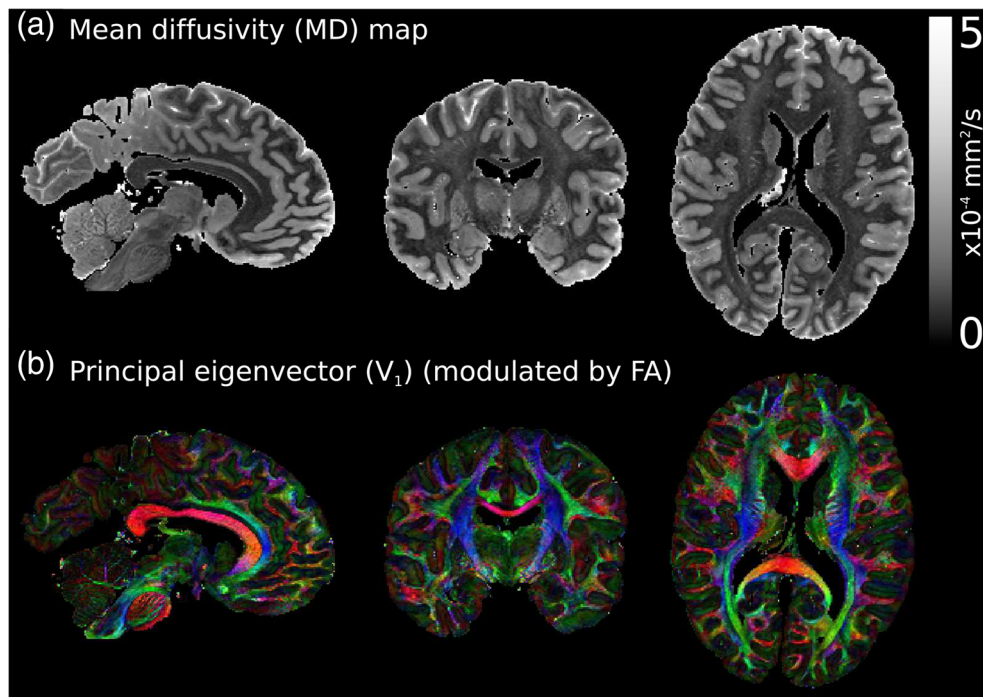 (a) Mean diffusivity (MD) map
5
x10⁻⁴ mm²/s
0
(b) Principal eigenvector (V₁) (modulated by FA)